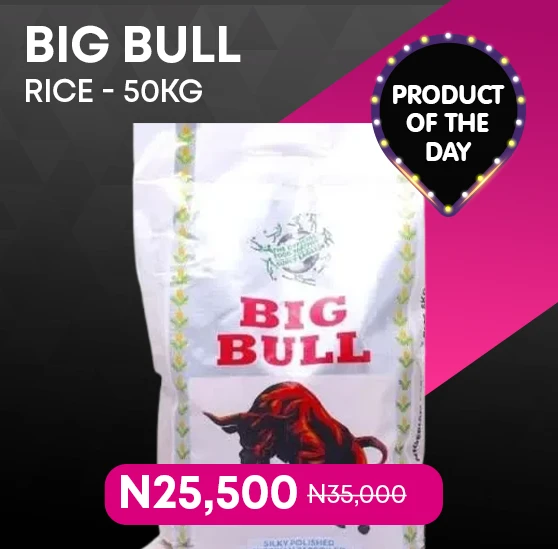 BIG BULL
RICE - 50KG
PRODUCT
OF THE
DAY
BIG
BULL
N25,500 N35,000
SILKY POLISHED